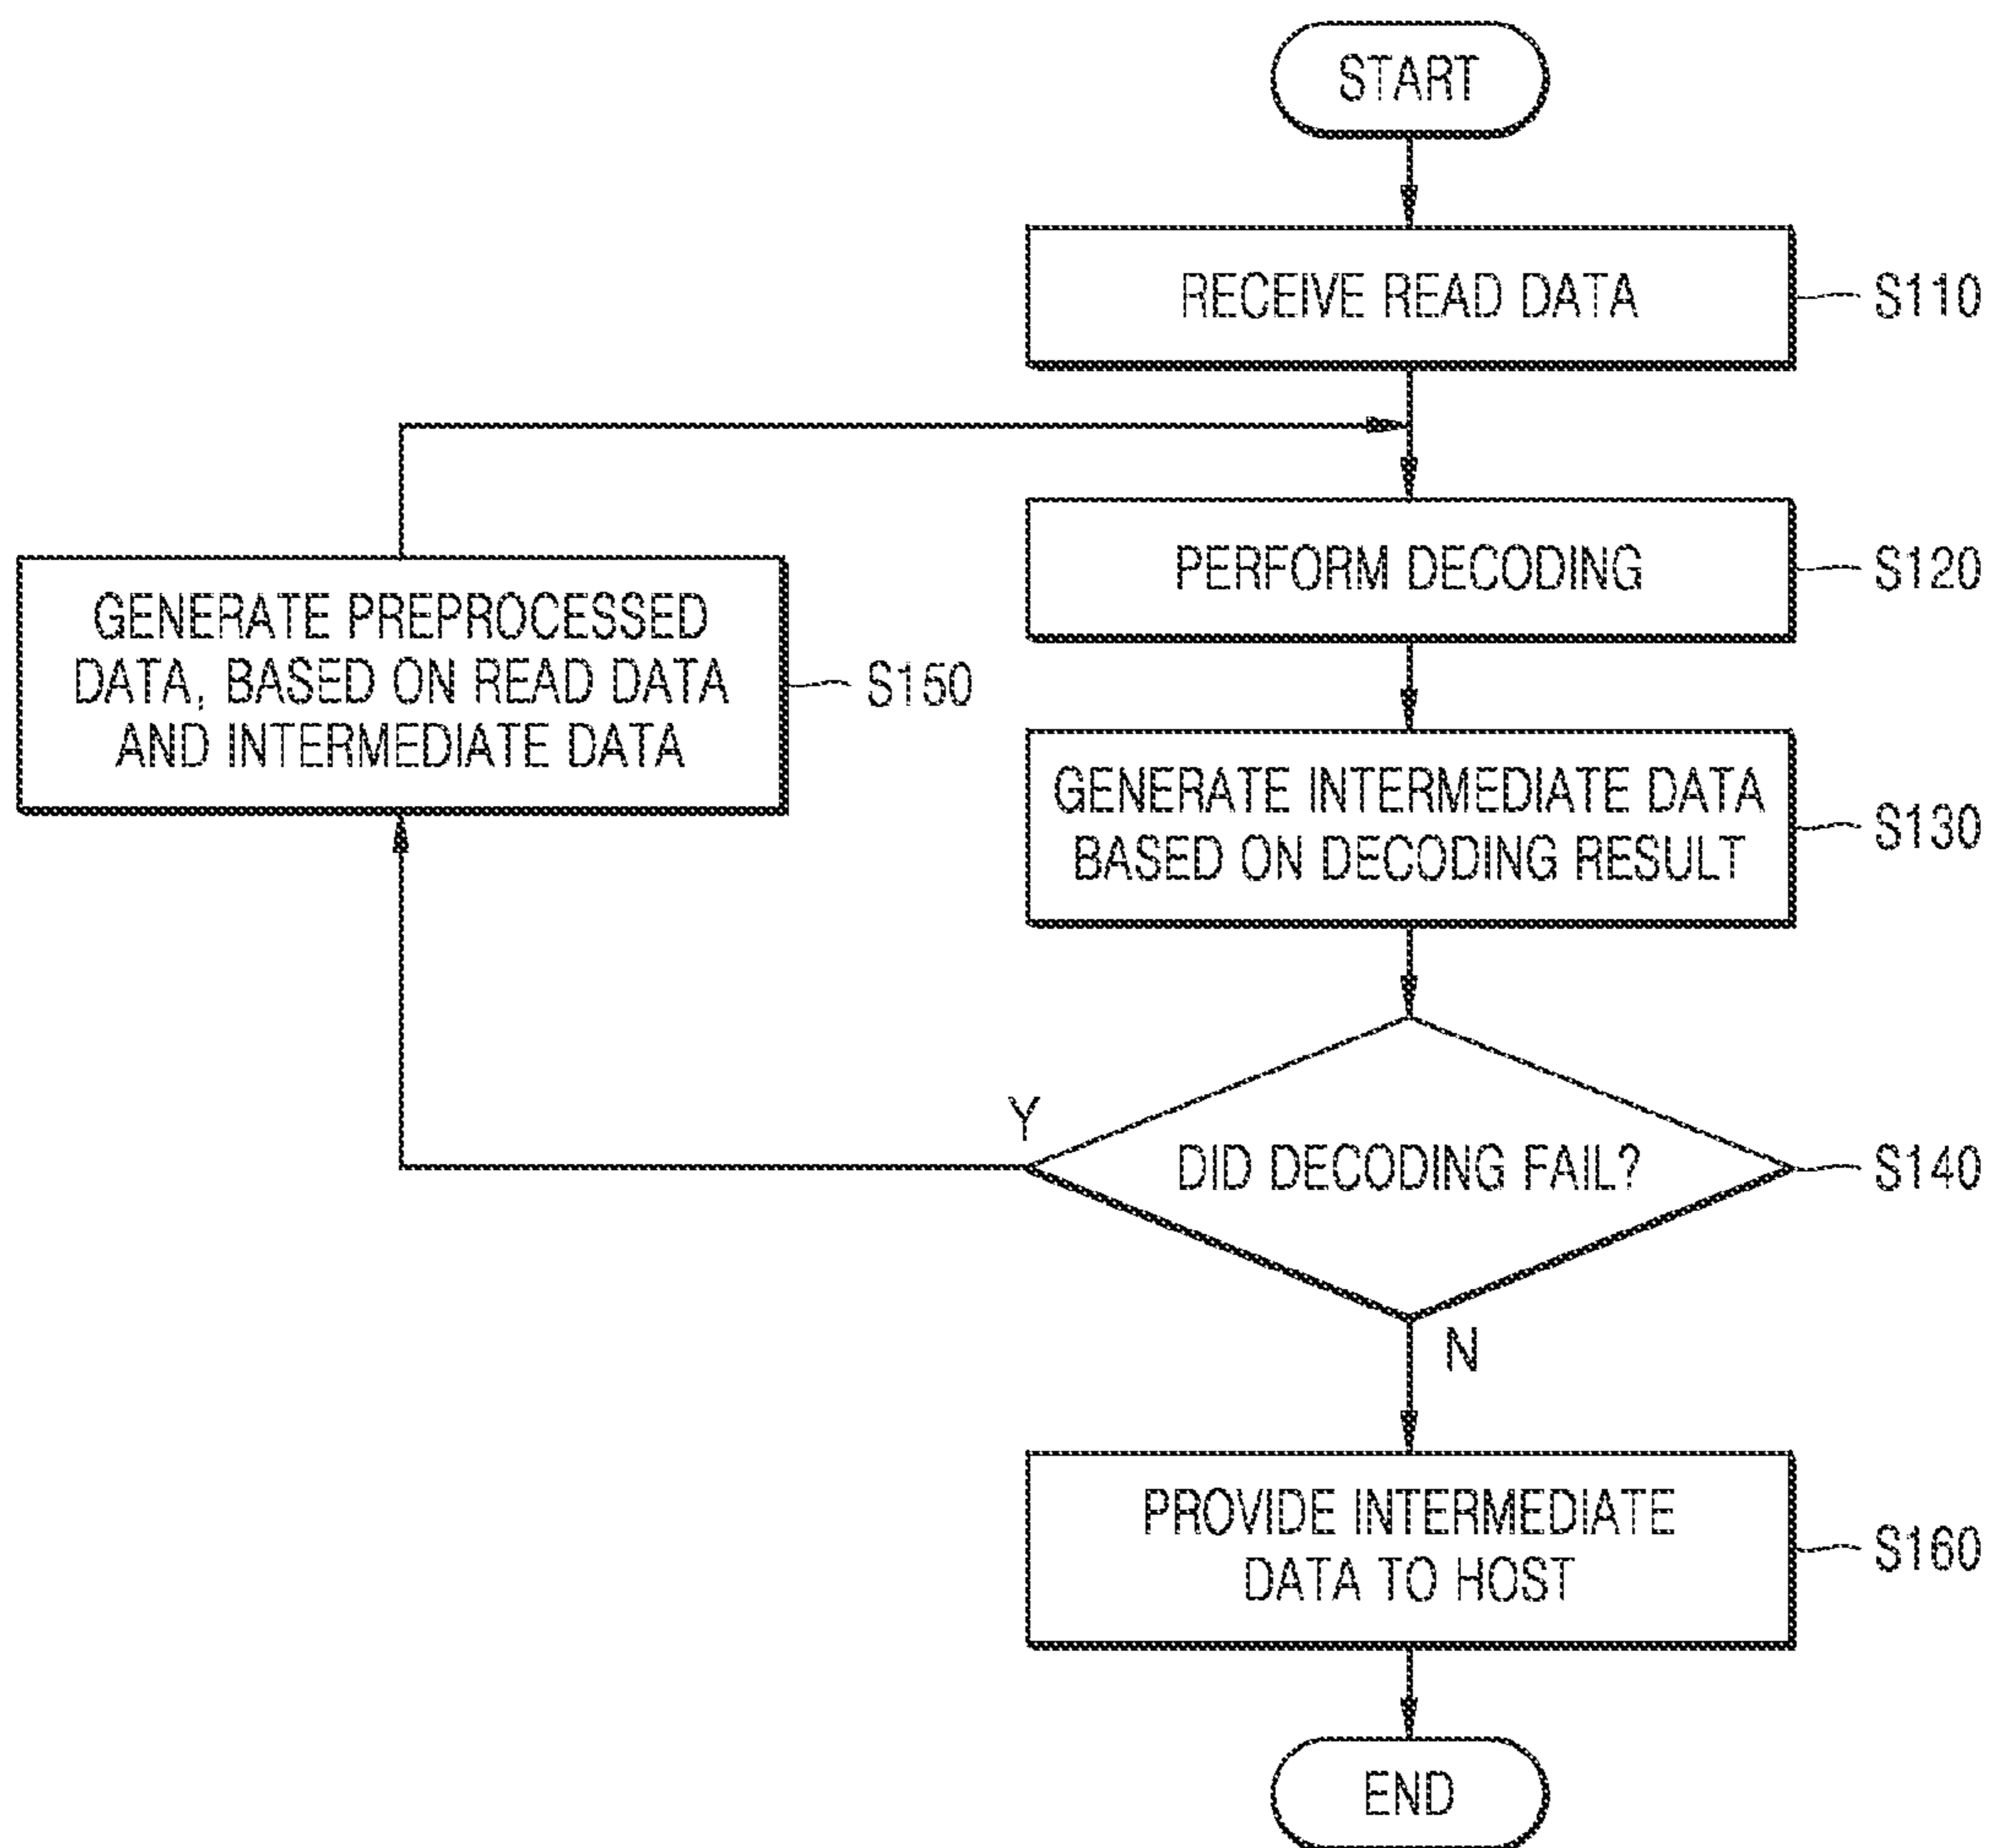 START
RECEIVE READ DATA
S110
PERFORM DECODING
S120
GENERATE PREPROCESSED
DATA, BASED ON READ DATA
AND INTERMEDIATE DATA
S150
GENERATE INTERMEDIATE DATA
BASED ON DECODING RESULT
S130
Y
DID DECODING FAIL?
S140
N
PROVIDE INTERMEDIATE
DATA TO HOST
S160
END